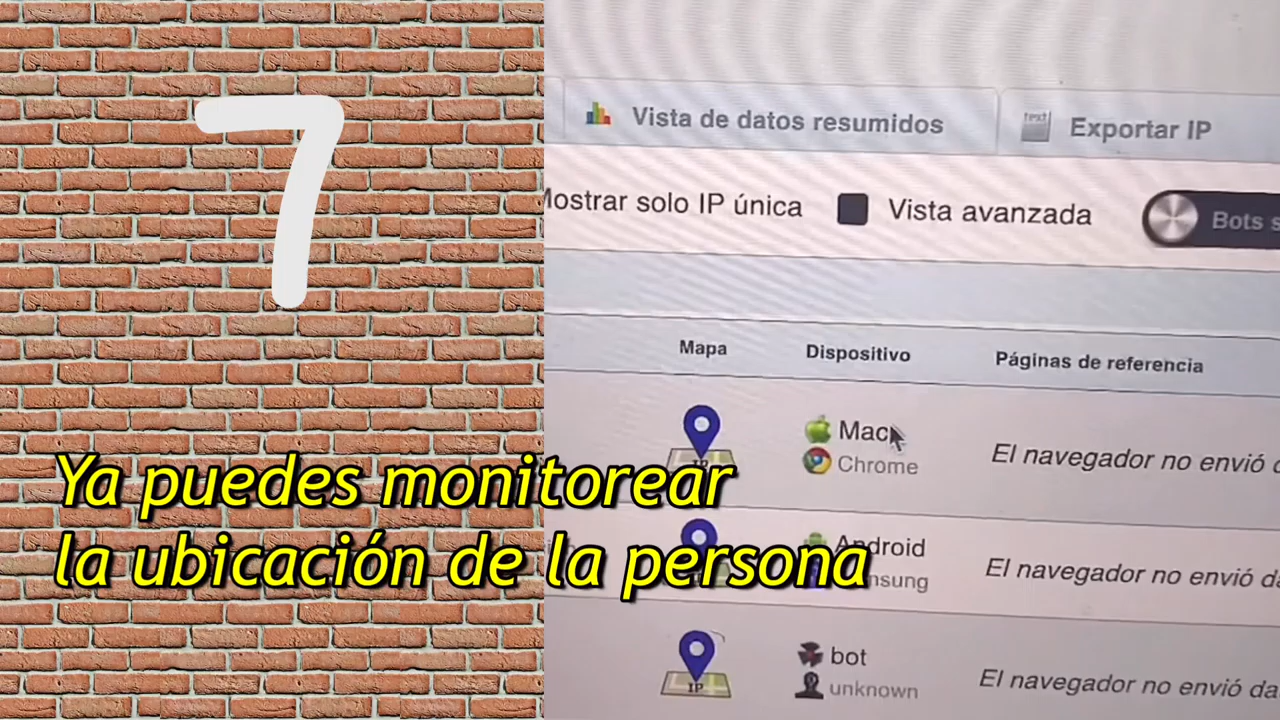 7
Vista de datos resumidos
Exportar IP
Mostrar solo IP única
Vista avanzada
Bots
Mapa
Dispositivo
Páginas de referencia
Mac
Chrome
El navegador no envió
Ya puedes monitorear
la ubicación de la persona
Android
El navegador no envió
bot
unknown
IP
El navegador no envió